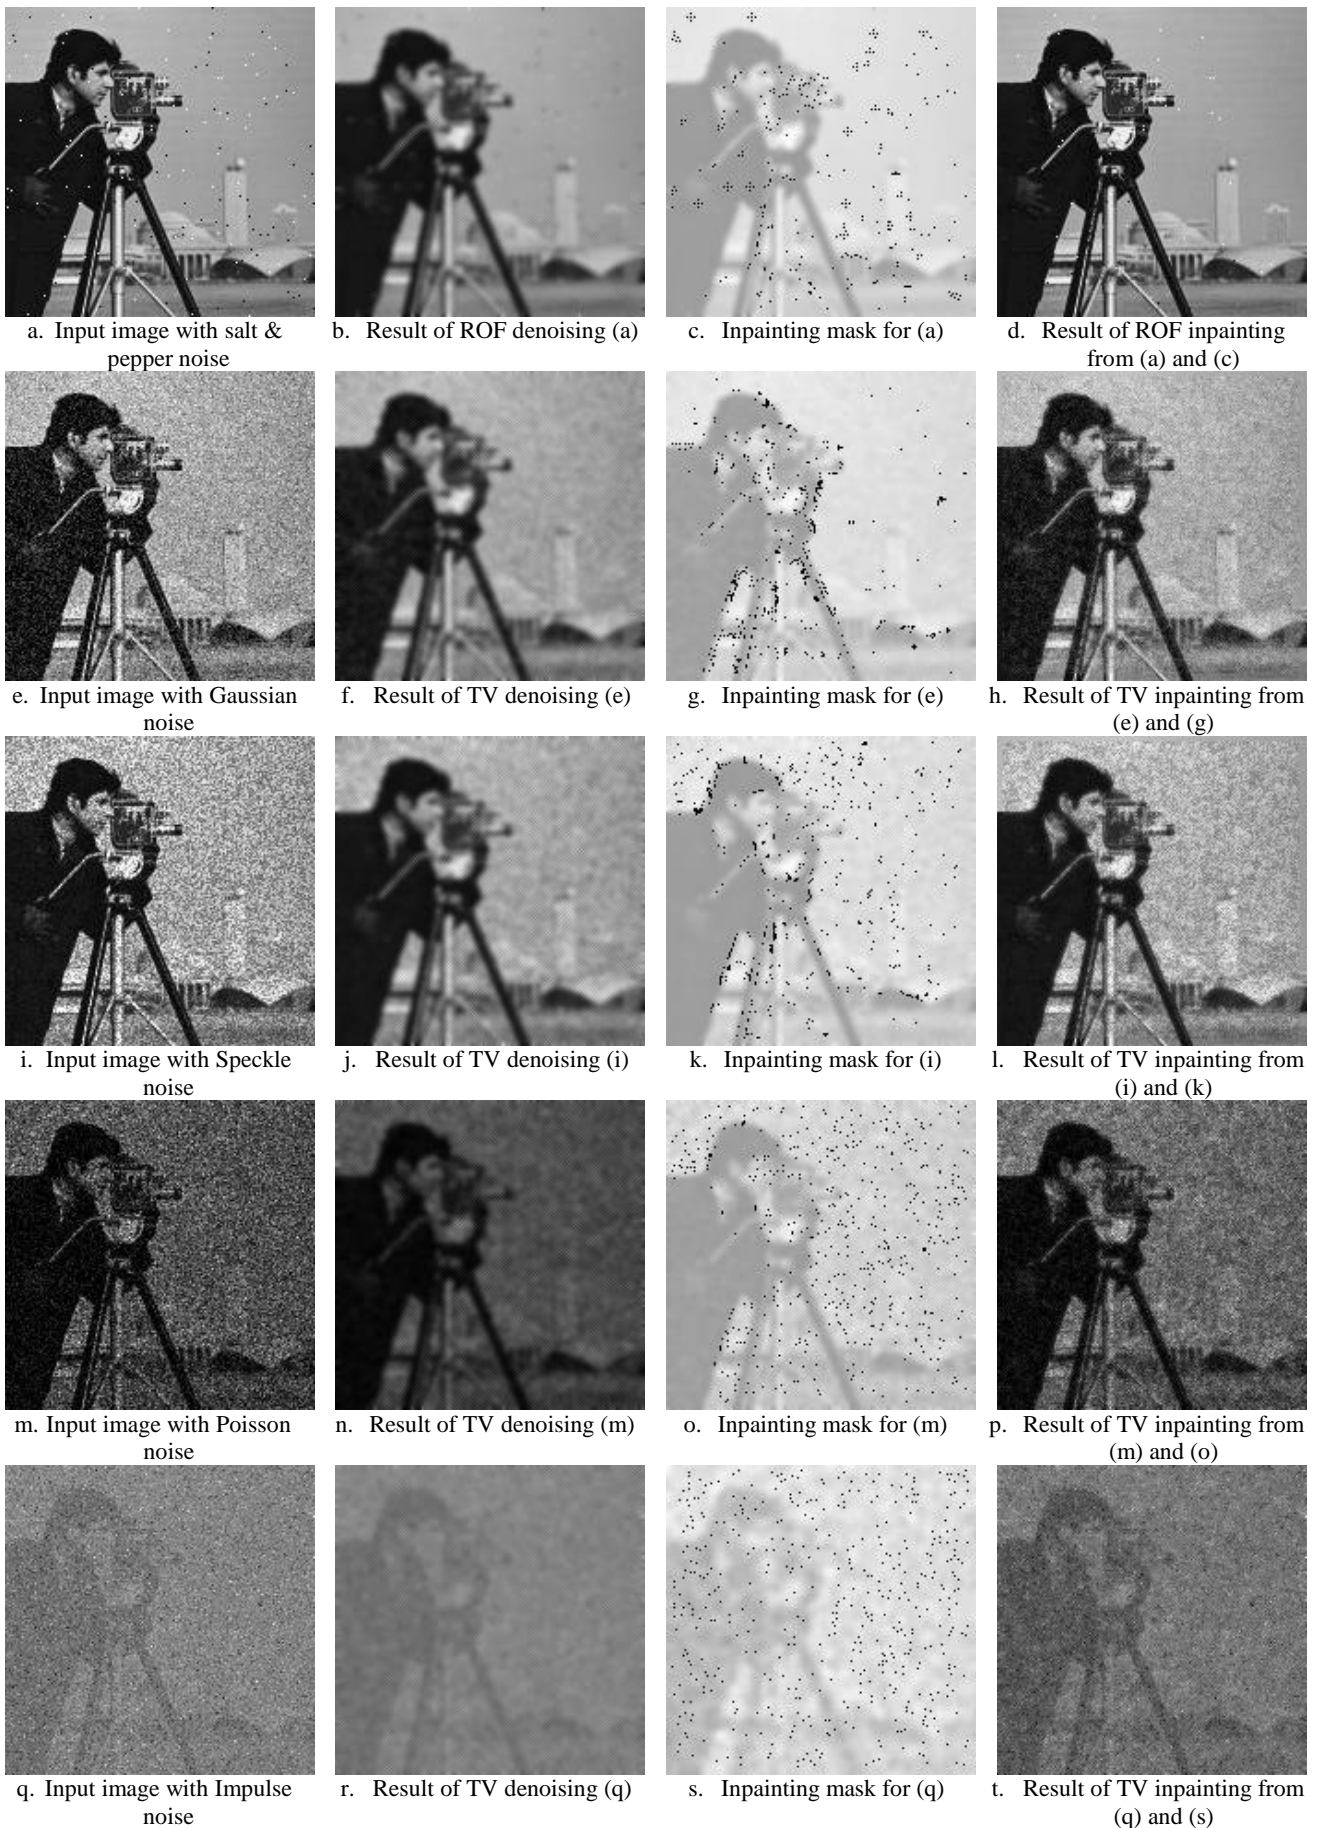 a. Input image with salt &
pepper noise
b. Result of ROF denoising (a)
c. Inpainting mask for (a)
d. Result of ROF inpainting
from (a) and (c)
e. Input image with Gaussian
noise
f. Result of TV denoising (e)
g. Inpainting mask for (e)
h. Result of TV inpainting from
(e) and (g)
i. Input image with Speckle
noise
j. Result of TV denoising (i)
k. Inpainting mask for (i)
l. Result of TV inpainting from
(i) and (k)
m. Input image with Poisson
noise
n. Result of TV denoising (m)
o. Inpainting mask for (m)
p. Result of TV inpainting from
(m) and (o)
q. Input image with Impulse
noise
r. Result of TV denoising (q)
s. Inpainting mask for (q)
t. Result of TV inpainting from
(q) and (s)